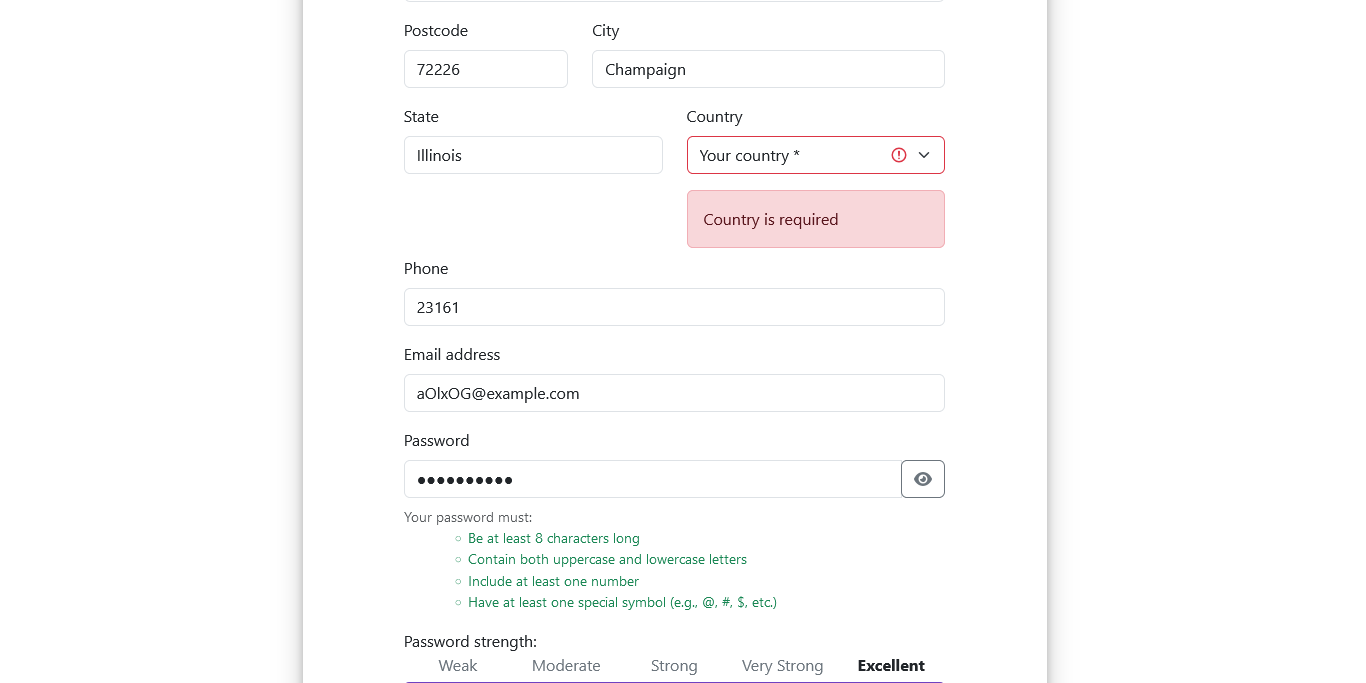 Postcode
City
72226
Champaign
State
Country
Illinois
Your country *
Country is required
Phone
23161
Email address
aOlxOG@example.com
Password
●●●●●●●●●●
Your password must:
Be at least 8 characters long
Contain both uppercase and lowercase letters
Include at least one number
Have at least one special symbol (e.g., @, #, $, etc.)
Password strength:
Weak Moderate Strong Very Strong Excellent